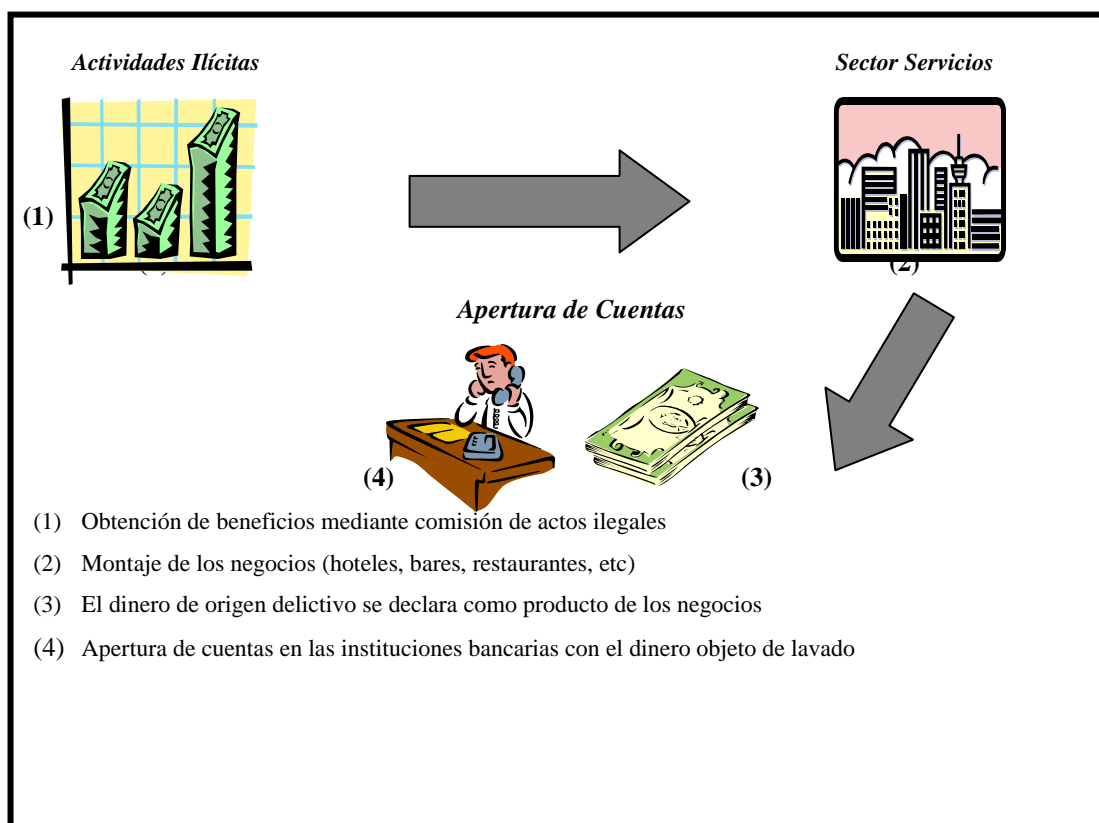 Actividades Ilícitas
Sector Servicios
(1)
(2)
Apertura de Cuentas
(4)
(3)
(1) Obtención de beneficios mediante comisión de actos ilegales
(2) Montaje de los negocios (hoteles, bares, restaurantes, etc)
(3) El dinero de origen delictivo se declara como producto de los negocios
(4) Apertura de cuentas en las instituciones bancarias con el dinero objeto de lavado